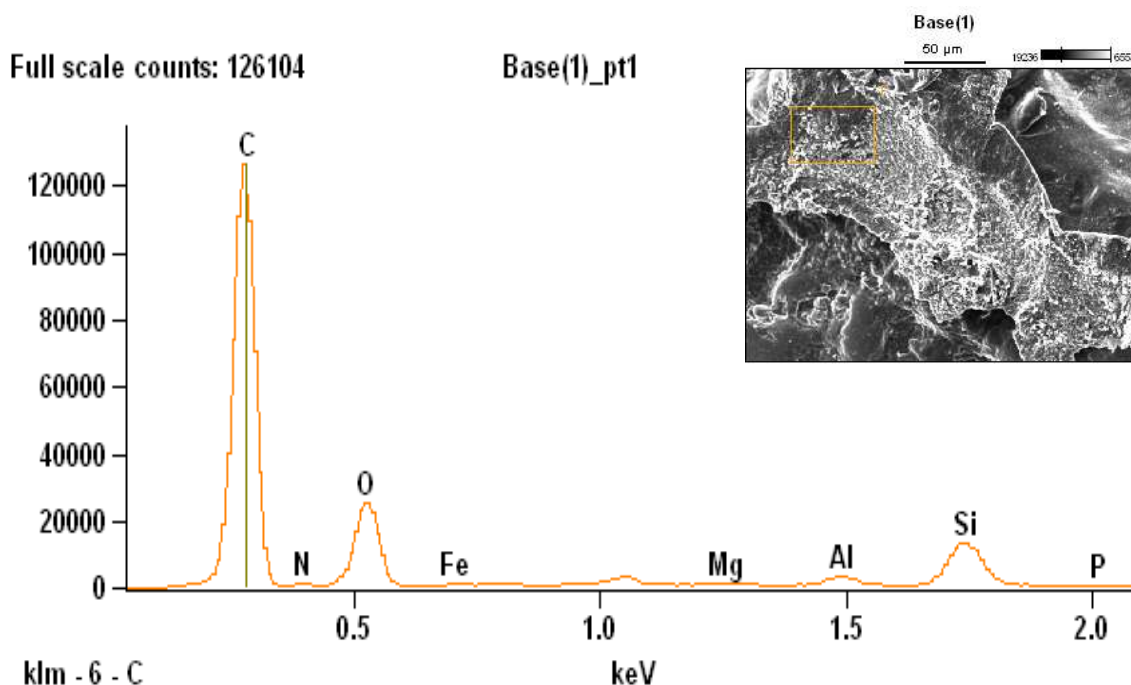 Full scale counts: 126104
Base(1)_pt1
Base(1)
50 µm
19236
655
C
120000
100000
80000
60000
40000
20000
0
N
O
Fe
Mg
Al
Si
P
0.5
1.0
1.5
2.0
klm - 6 - C
keV